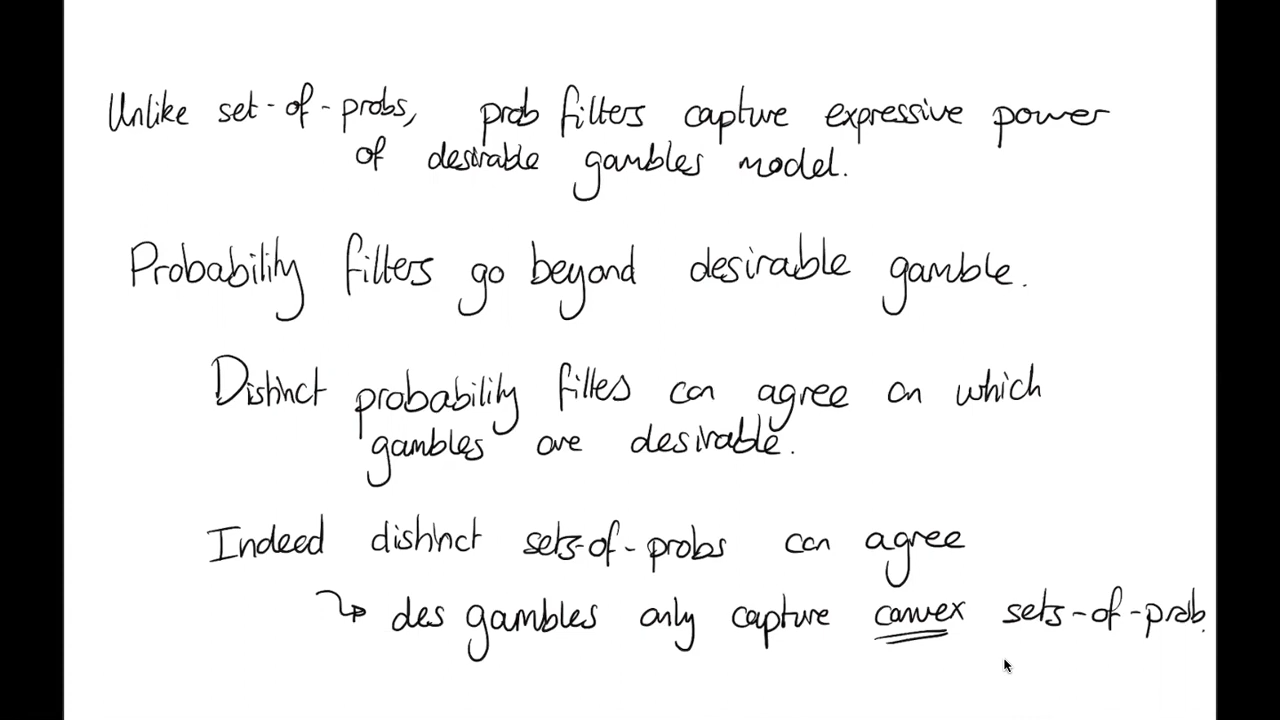 Unlike set-of-probs, prob filters capture expressive power
of desirable gambles model.
Probability filters go beyond desirable gamble.
Distinct probability filtes can agree on which
gambles are desirable.
Indeed distinct sets-of-probs can agree
↳ des gambles only capture convex sets-of-prob.